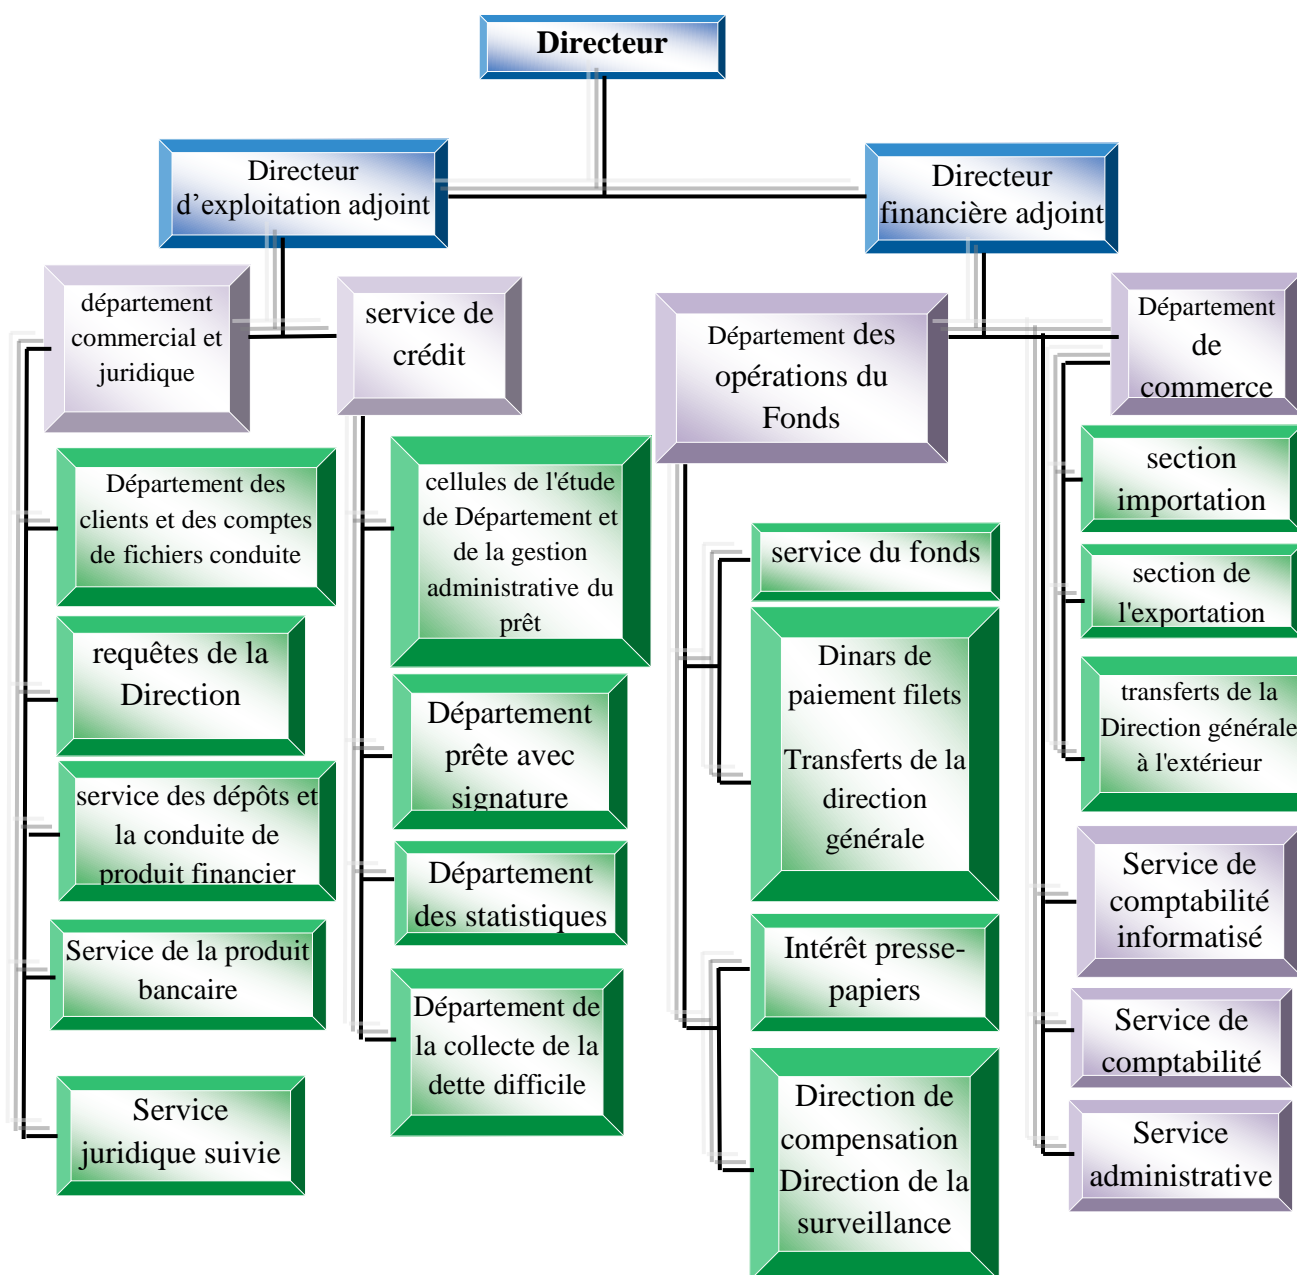 Directeur
Directeur
d'exploitation adjoint
Directeur
financière adjoint
département
commercial et
juridique
service de
crédit
Département des
opérations du
Fonds
Département
de
commerce
Département des
clients et des comptes
de fichiers conduite
requêtes de la
Direction
service des dépôts et
la conduite de
produit financier
Service de la produit
bancaire
Service
juridique suivie
cellules de l'étude
de Département et
de la gestion
administrative du
prêt
Département
prête avec
signature
Département
des statistiques
Département de
la collecte de la
dette difficile
service du fonds
Dinars de
paiement filets
Transferts de la
direction
générale
Intérêt presse-
papiers
Direction de
compensation
Direction de la
surveillance
section
importation
section de
l'exportation
transferts de la
Direction générale
à l'extérieur
Service de
comptabilité
informatisé
Service de
comptabilité
Service
administrative